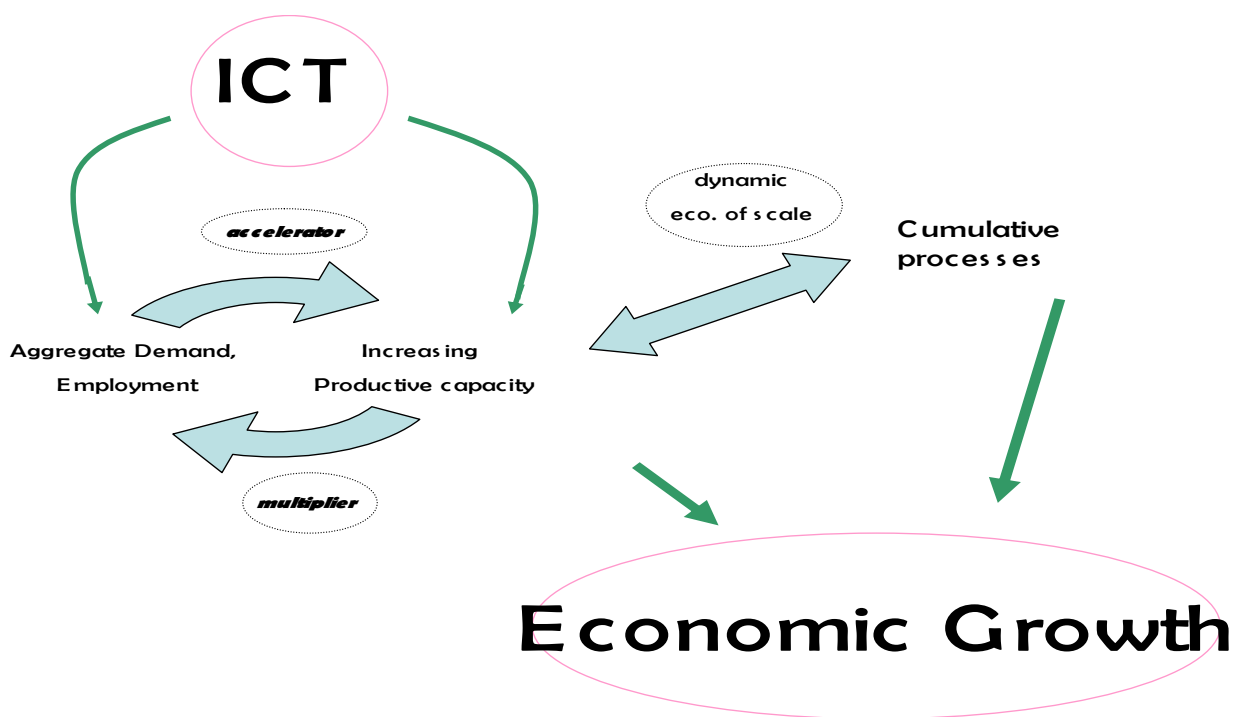 ICT
accelerator
dynamic
eco. of scale
Cumulative
processes
Aggregate Demand,
Employment
Increasing
Productive capacity
multiplier
Economic Growth